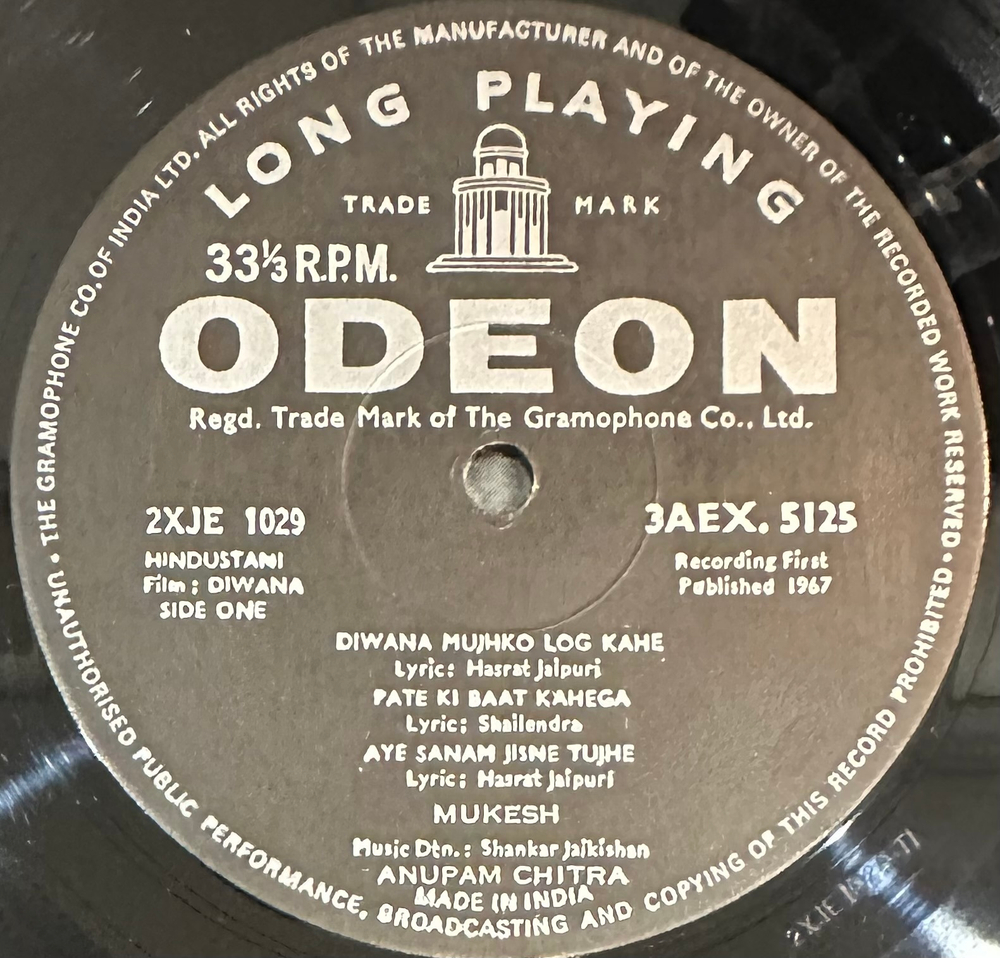 THE GRAMOPHONE CO. OF INDIA LTD. ALL RIGHTS OF THE MANUFACTURER AND OF THE OWNER OF THE RECORDED WORK RESERVED •
UNAUTHORISED PUBLIC PERFORMANCE, BROADCASTING AND COPYING OF THIS RECORD PROHIBITED •
LONG PLAYING
TRADE MARK
33⅓ R.P.M.
ODEON
Regd. Trade Mark of The Gramophone Co., Ltd.
2XJE 1029
3AEX. 5125
HINDUSTANI
Film : DIWANA
SIDE ONE
Recording First
Published 1967
DIWANA MUJHKO LOG KAHE
Lyric: Hasrat Jaipuri
PATE KI BAAT KAHEGA
Lyric: Shailendra
AYE SANAM JISNE TUJHE
Lyric: Hasrat Jaipuri
MUKESH
Music Dtn.: Shankar Jaikishan
ANUPAM CHITRA
MADE IN INDIA